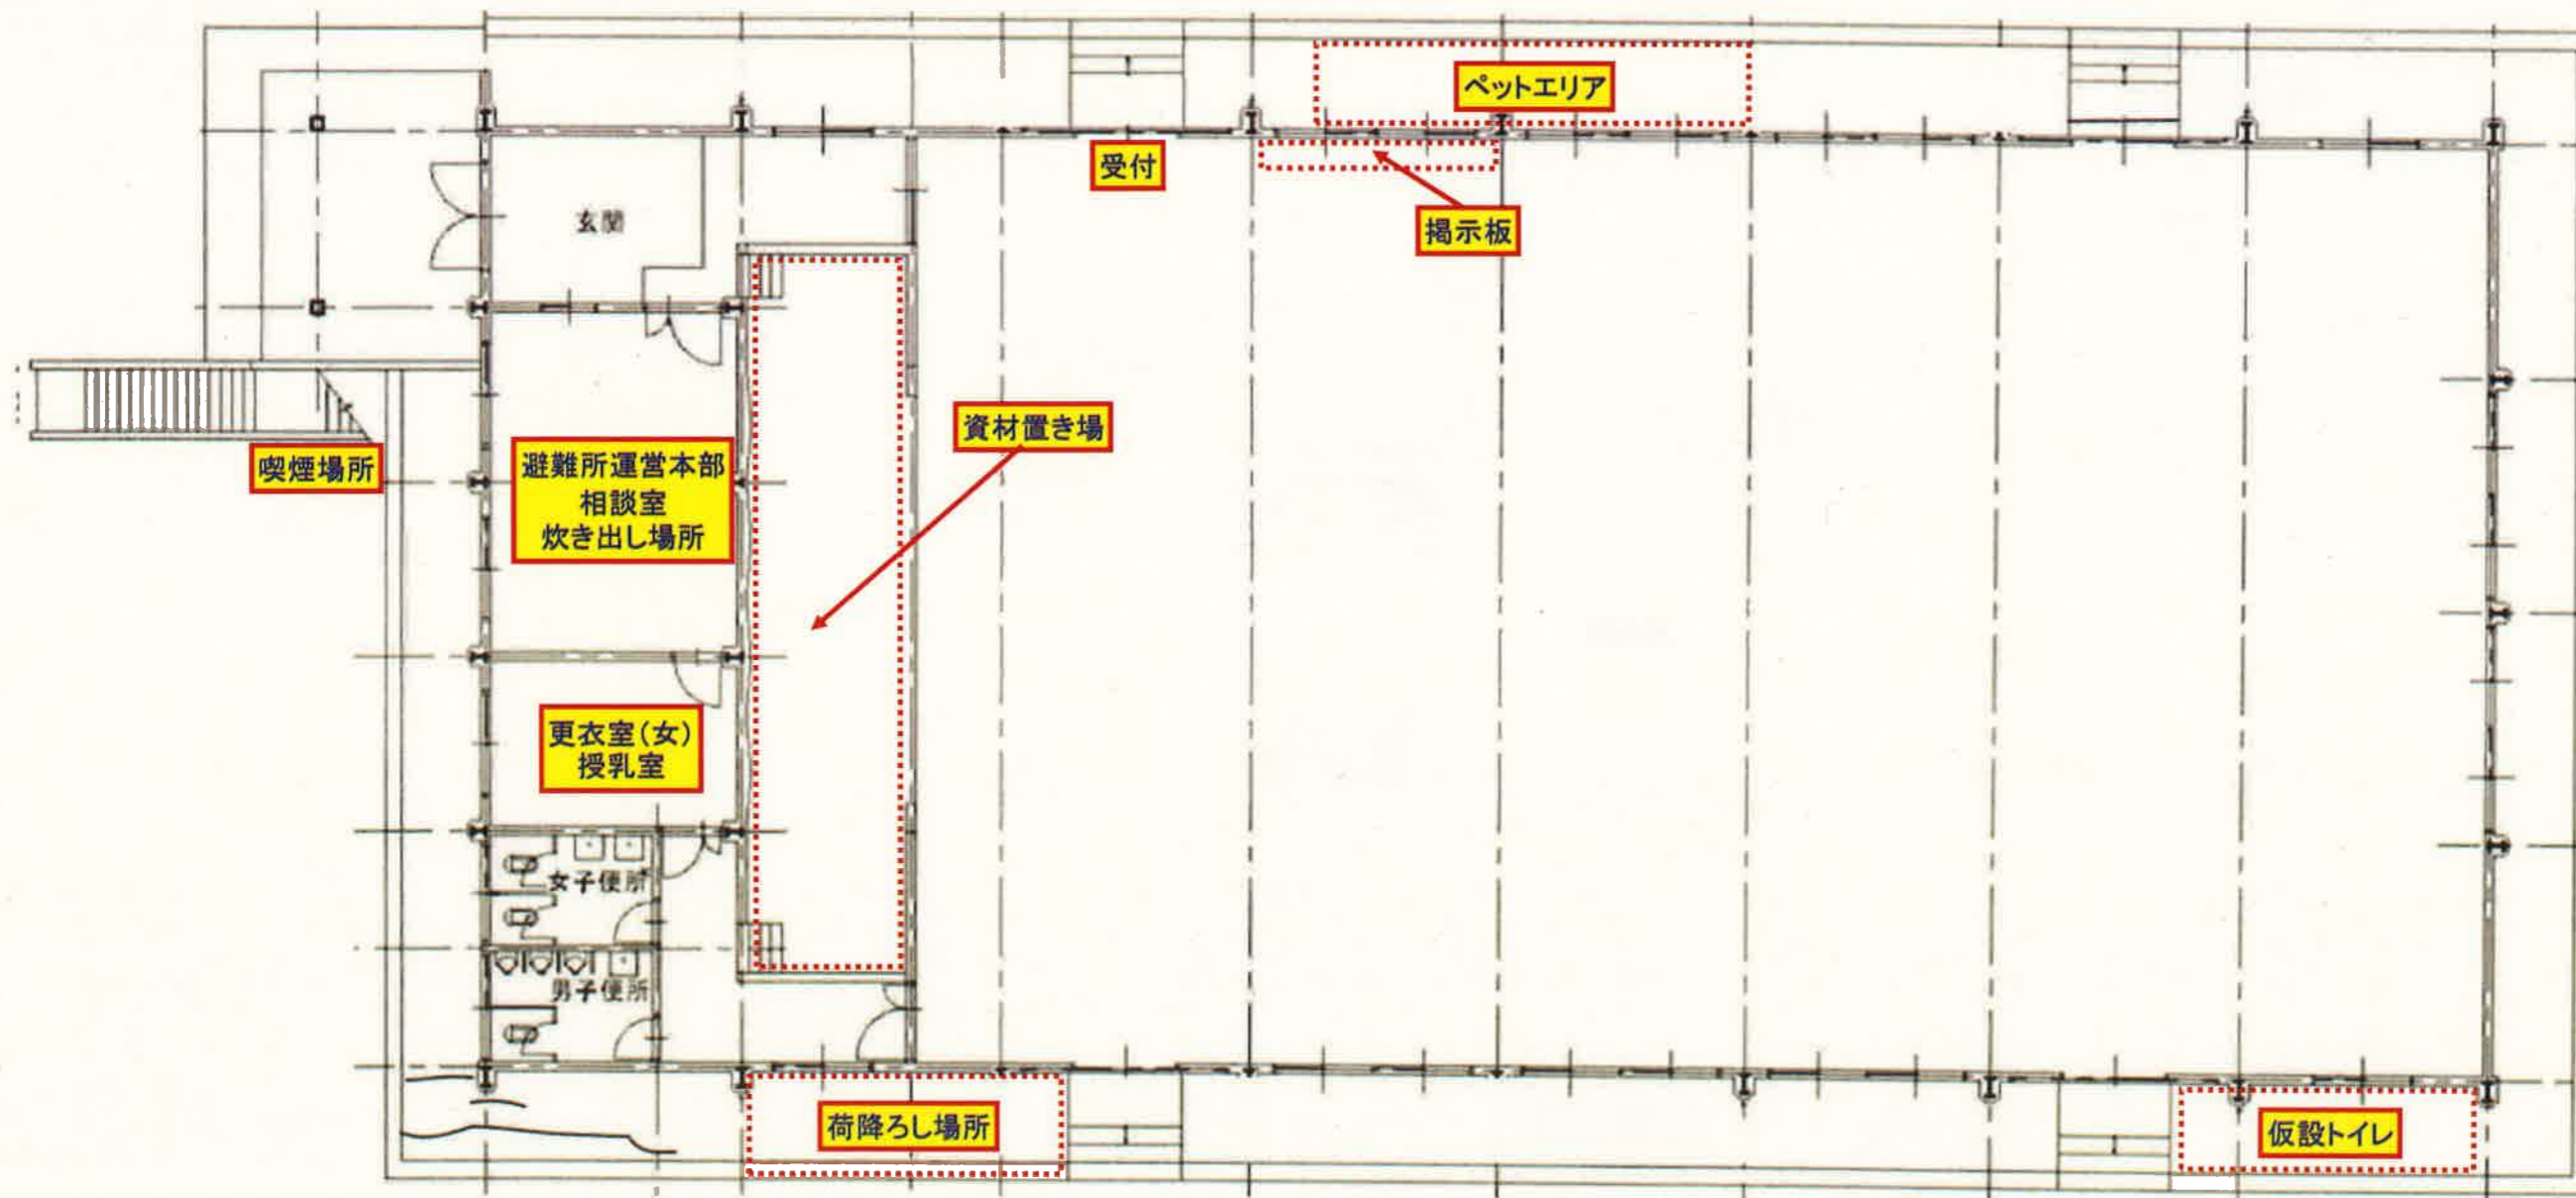 ペットエリア
受付
玄関
掲示板
資材置き場
喫煙場所
避難所運営本部
相談室
炊き出し場所
更衣室(女)
授乳室
女子便所
男子便所
荷降ろし場所
仮設トイレ